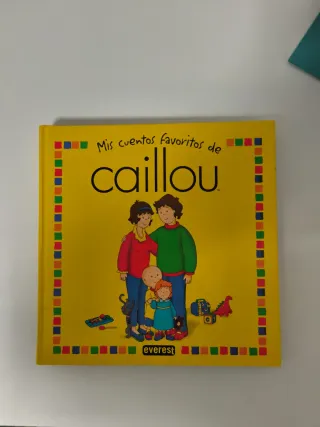 Mis cuentos favoritos de
caillou
everest